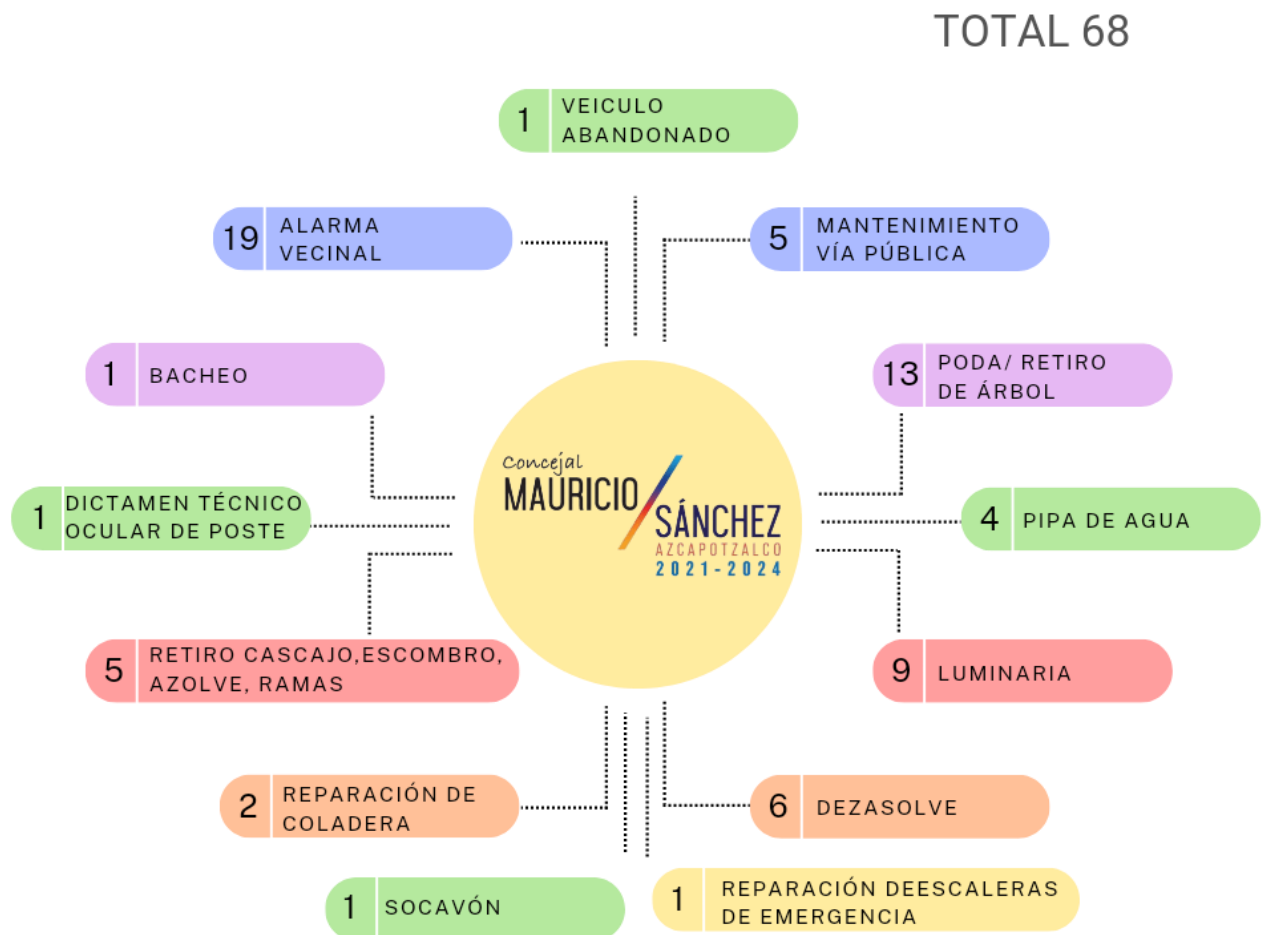 TOTAL 68
1 VEICULO
ABANDONADO
19 ALARMA
VECINAL
5 MANTENIMIENTO
VÍA PÚBLICA
1 BACHEO
13 PODA/ RETIRO
DE ÁRBOL
Concejal
MAURICIO
SÁNCHEZ
AZCAPOTZALCO
2021-2024
1 DICTAMEN TÉCNICO
OCULAR DE POSTE
4 PIPA DE AGUA
5 RETIRO CASCAJO,ESCOMBRO,
AZOLVE, RAMAS
9 LUMINARIA
2 REPARACIÓN DE
COLADERA
6 DEZASOLVE
1 SOCAVÓN
1 REPARACIÓN DEESCALERAS
DE EMERGENCIA